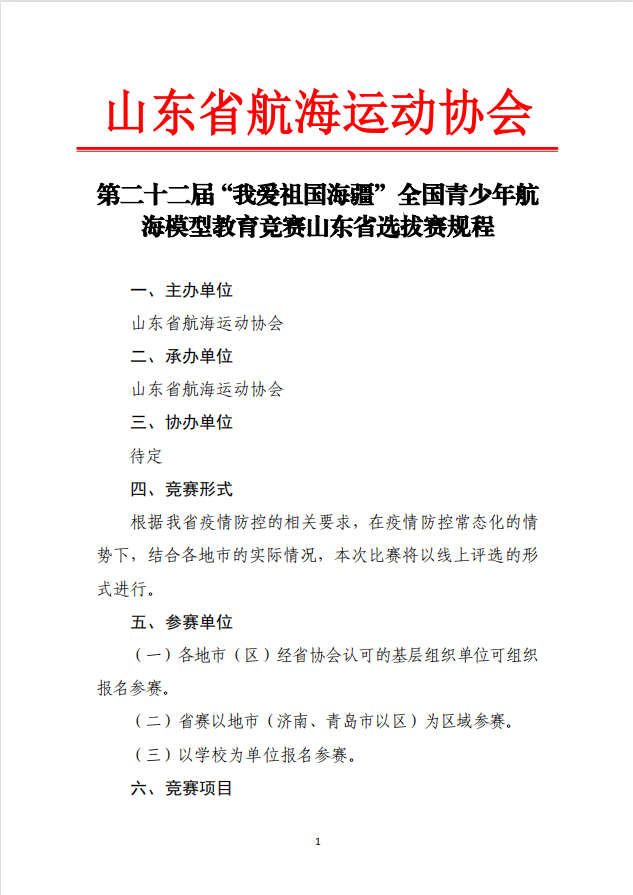 山东省航海运动协会
第二十二届“我爱祖国海疆”全国青少年航
海模型教育竞赛山东省选拔赛规程
一、主办单位
山东省航海运动协会
二、承办单位
山东省航海运动协会
三、协办单位
待定
四、竞赛形式
根据我省疫情防控的相关要求，在疫情防控常态化的情
势下，结合各地市的实际情况，本次比赛将以线上评选的形
式进行。
五、参赛单位
（一）各地市（区）经省协会认可的基层组织单位可组织
报名参赛。
（二）省赛以地市（济南、青岛市以区）为区域参赛。
（三）以学校为单位报名参赛。
六、竞赛项目
1